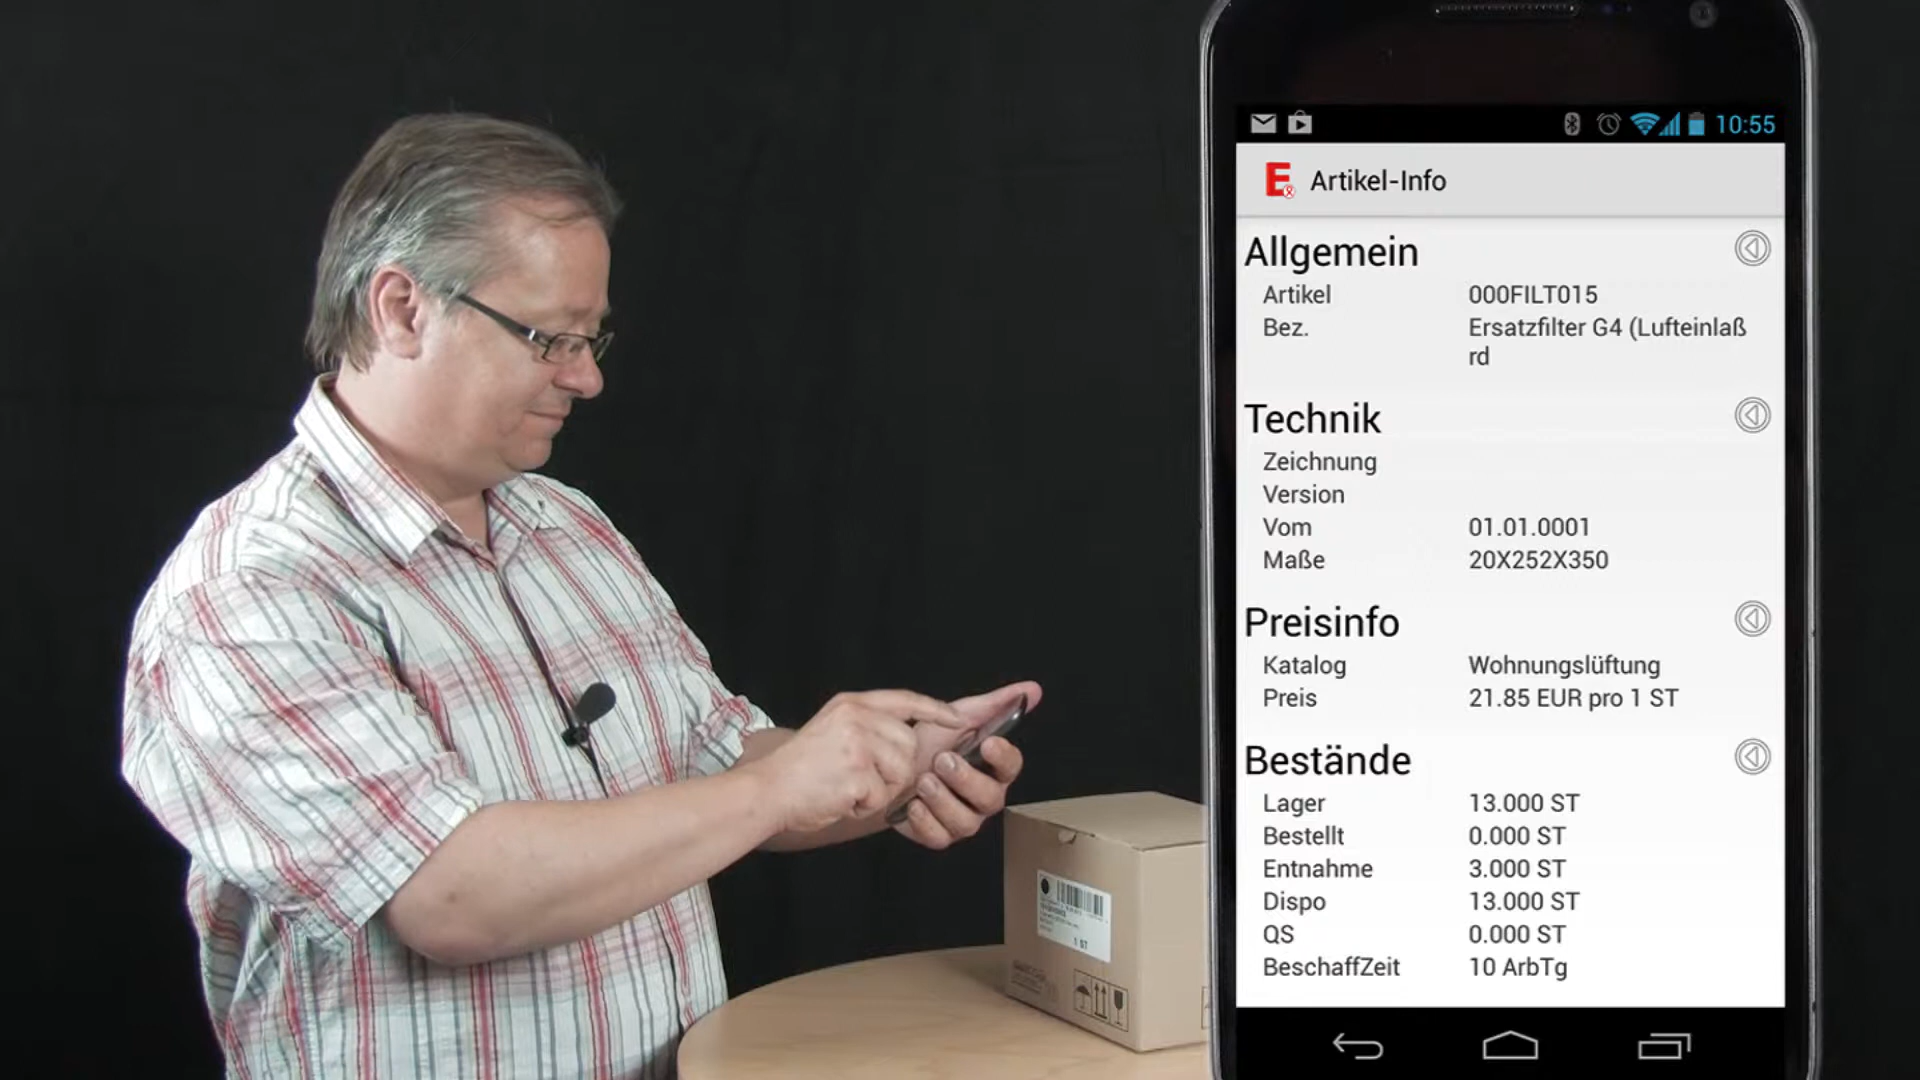 10:55
E Artikel-Info
Allgemein
Artikel 000FILT015
Bez. Ersatzfilter G4 (Lufteinlaß
rd
Technik
Zeichnung
Version
Vom 01.01.0001
Maße 20X252X350
Preisinfo
Katalog Wohnungslüftung
Preis 21.85 EUR pro 1 ST
Bestände
Lager 13.000 ST
Bestellt 0.000 ST
Entnahme 3.000 ST
Dispo 13.000 ST
QS 0.000 ST
BeschaffZeit 10 ArbTg
1 ST